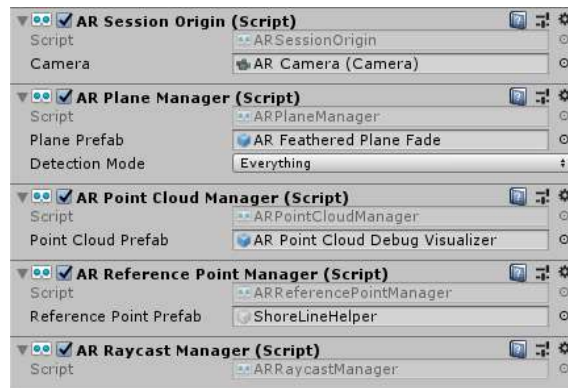 AR Session Origin (Script)
Script ARSessionOrigin
Camera AR Camera (Camera)
AR Plane Manager (Script)
Script ARPlaneManager
Plane Prefab AR Feathered Plane Fade
Detection Mode Everything
AR Point Cloud Manager (Script)
Script ARPointCloudManager
Point Cloud Prefab AR Point Cloud Debug Visualizer
AR Reference Point Manager (Script)
Script ARReferencePointManager
Reference Point Prefab ShoreLineHelper
AR Raycast Manager (Script)
Script ARRaycastManager